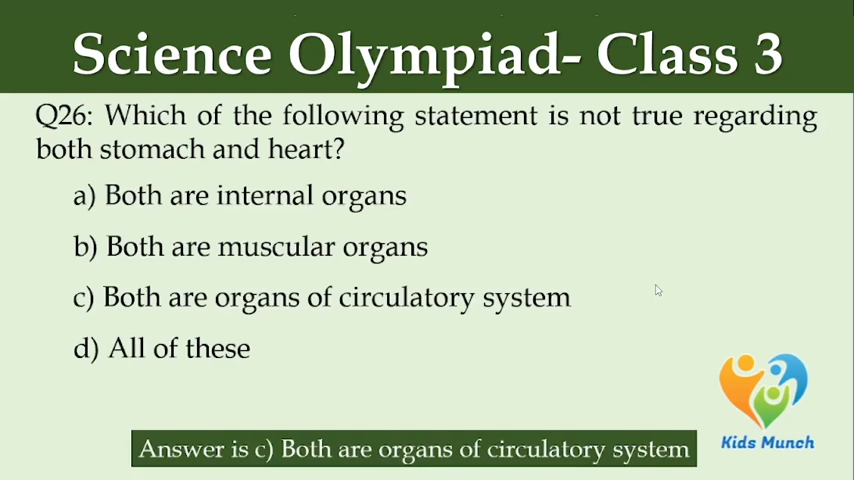 Science Olympiad- Class 3
Q26: Which of the following statement is not true regarding
both stomach and heart?
a) Both are internal organs
b) Both are muscular organs
c) Both are organs of circulatory system
d) All of these
Kids Munch
Answer is c) Both are organs of circulatory system